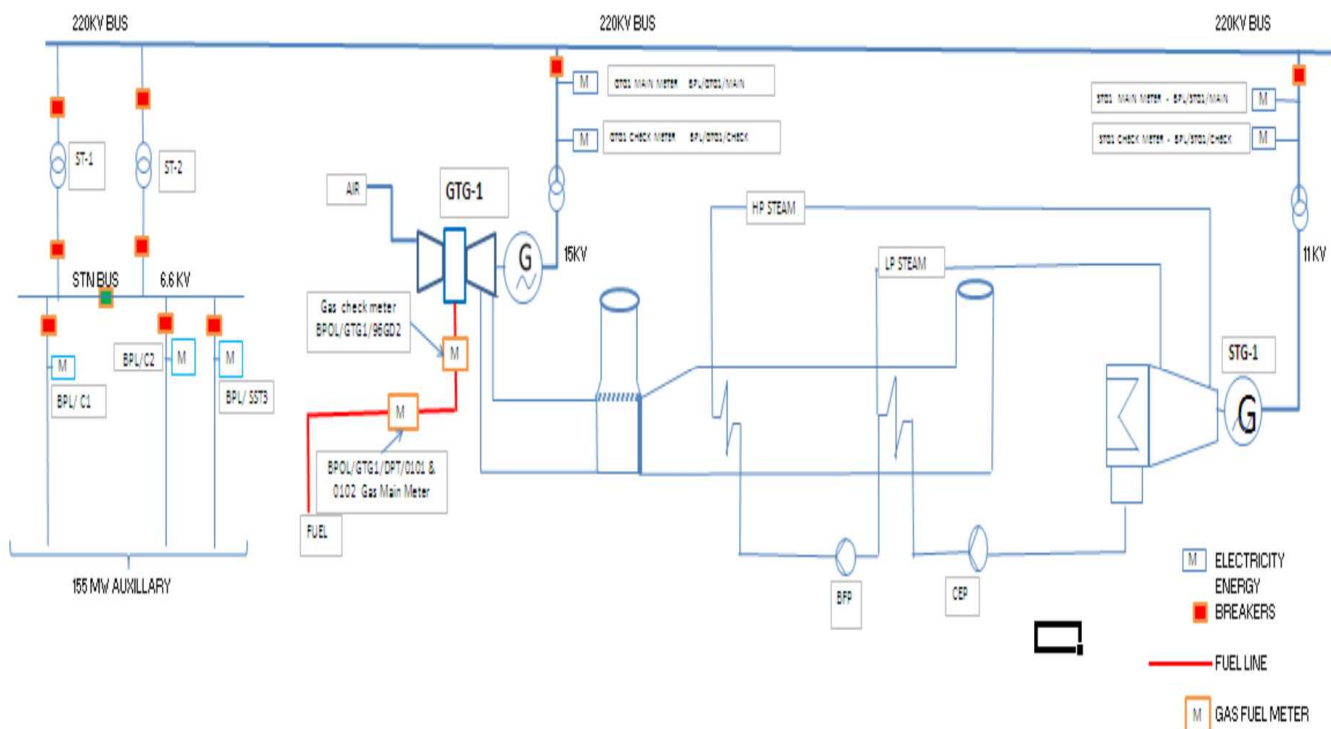 220KV BUS
220KV BUS
220KV BUS
M
GTG1 MAIN METER BPL/GTG1/MAIN
STG1 MAIN METER - BPL/STG1/MAIN
M
M
GTG1 CHECK METER BPL/GTG1/CHECK
STG1 CHECK METER - BPL/STG1/CHECK
M
ST-1
ST-2
AIR
GTG-1
HP STEAM
G
15KV
LP STEAM
11 KV
STN BUS
6.6 KV
Gas check meter
BPOL/GTG1/96GD2
M
M
BPL/C2
M
M
BPL/ C1
BPL/ SST3
STG-1
G
M
BPOL/GTG1/DPT/0101 &
0102 Gas Main Meter
FUEL
155 MW AUXILLARY
BFP
CEP
M
ELECTRICITY
ENERGY
BREAKERS
FUEL LINE
M
GAS FUEL METER